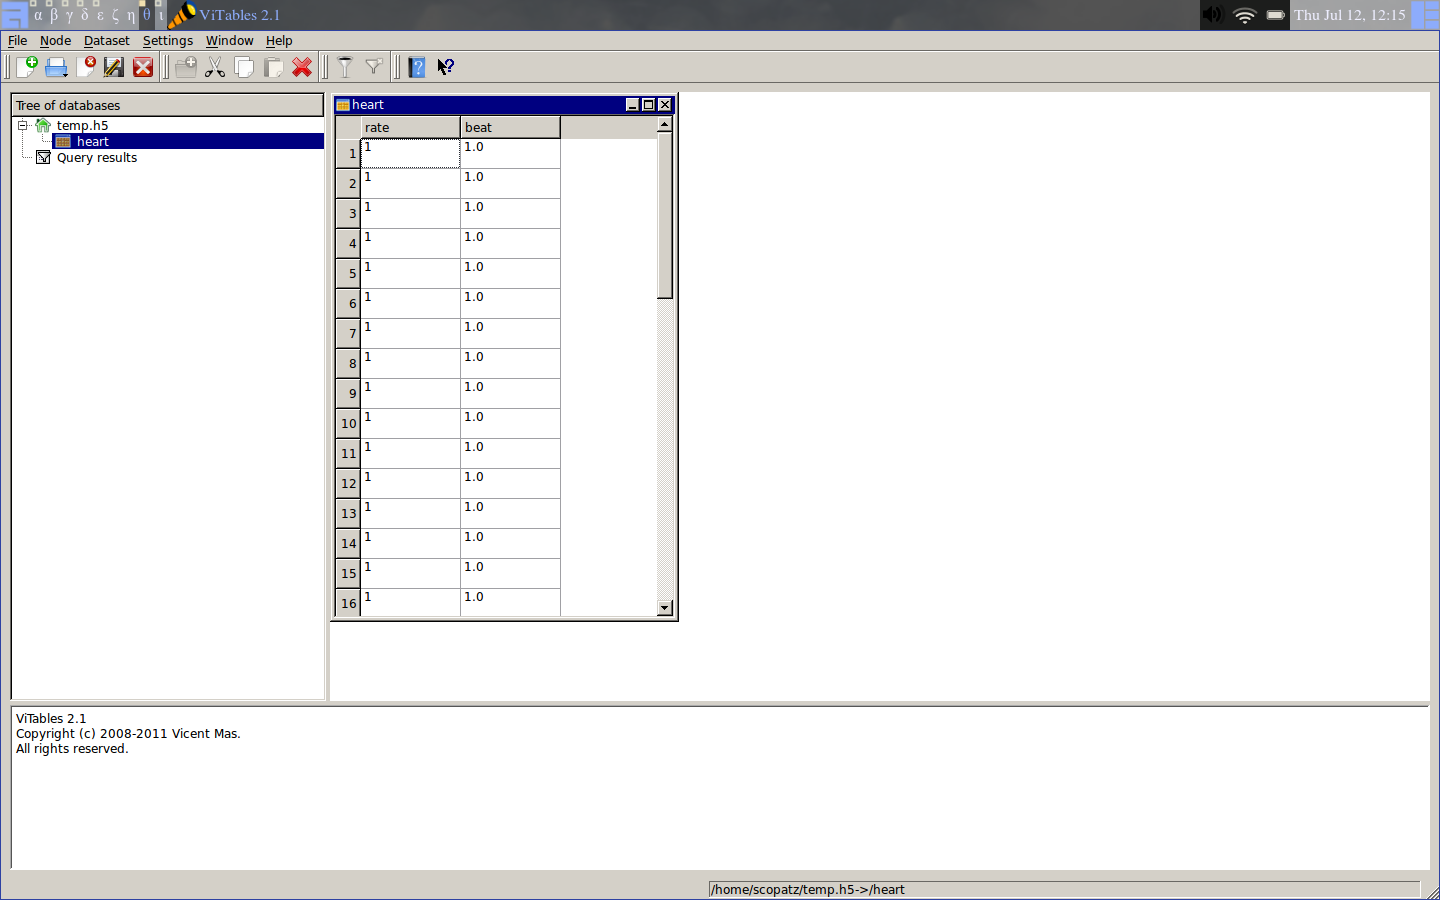 α β γ δ ε ζ η θ ι ViTables 2.1 Thu Jul 12, 12:15
File Node Dataset Settings Window Help
Tree of databases
temp.h5
heart
Query results
heart
rate beat
1 1 1.0
2 1 1.0
3 1 1.0
4 1 1.0
5 1 1.0
6 1 1.0
7 1 1.0
8 1 1.0
9 1 1.0
10 1 1.0
11 1 1.0
12 1 1.0
13 1 1.0
14 1 1.0
15 1 1.0
16 1 1.0
ViTables 2.1
Copyright (c) 2008-2011 Vicent Mas.
All rights reserved.
/home/scopatz/temp.h5->/heart